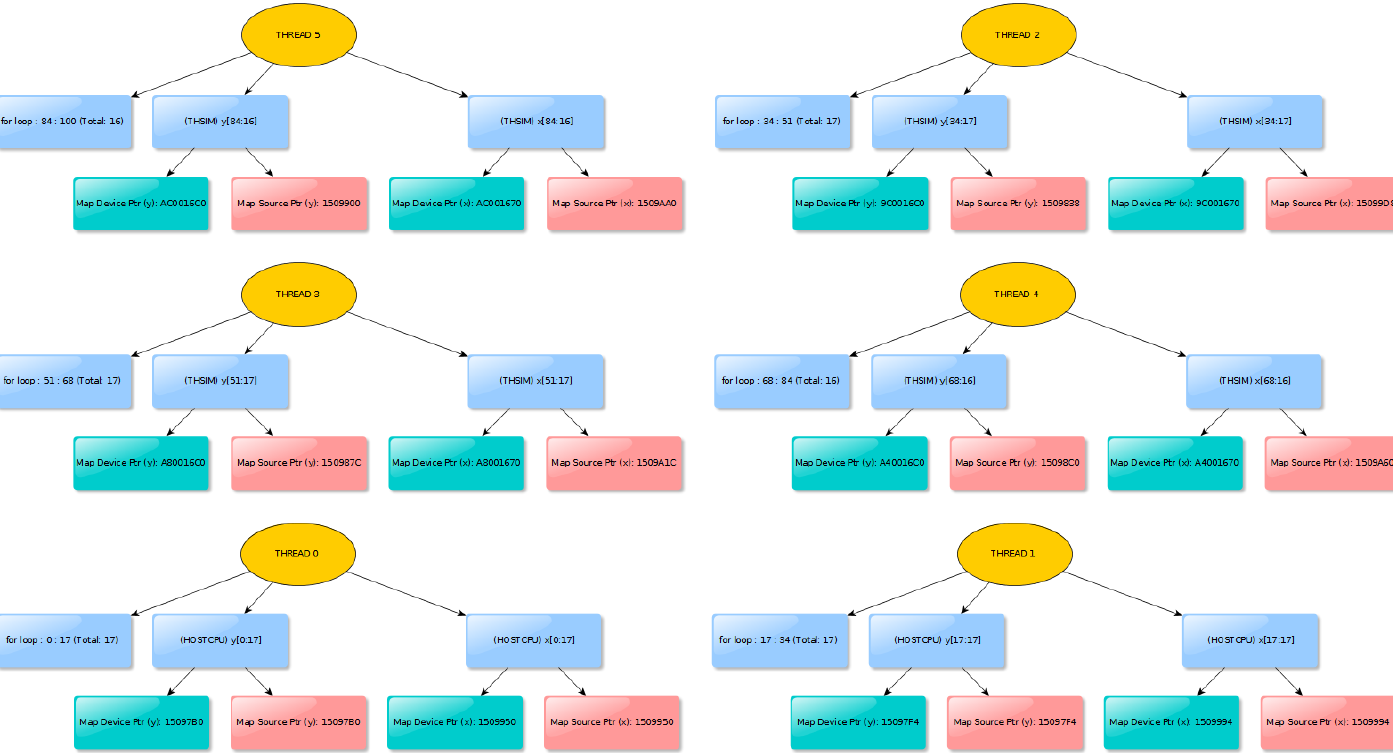 THREAD 5
THREAD 2
for loop : 84 : 100 (Total: 16)
(THSIM) y[84:16]
(THSIM) x[84:16]
for loop : 34 : 51 (Total: 17)
(THSIM) y[34:17]
(THSIM) x[34:17]
Map Device Ptr (y): AC0016C0
Map Source Ptr (y): 1509900
Map Device Ptr (x): AC001670
Map Source Ptr (x): 1509AA0
Map Device Ptr (y): 9C0016C0
Map Source Ptr (y): 1509838
Map Device Ptr (x): 9C001670
Map Source Ptr (x): 15099D8
THREAD 3
THREAD 4
for loop : 51 : 68 (Total: 17)
(THSIM) y[51:17]
(THSIM) x[51:17]
for loop : 68 : 84 (Total: 16)
(THSIM) y[68:16]
(THSIM) x[68:16]
Map Device Ptr (y): A80016C0
Map Source Ptr (y): 150987C
Map Device Ptr (x): A8001670
Map Source Ptr (x): 1509A1C
Map Device Ptr (y): A40016C0
Map Source Ptr (y): 15098C0
Map Device Ptr (x): A4001670
Map Source Ptr (x): 1509A60
THREAD 0
THREAD 1
for loop : 0 : 17 (Total: 17)
(HOSTCPU) y[0:17]
(HOSTCPU) x[0:17]
for loop : 17 : 34 (Total: 17)
(HOSTCPU) y[17:17]
(HOSTCPU) x[17:17]
Map Device Ptr (y): 15097B0
Map Source Ptr (y): 15097B0
Map Device Ptr (x): 1509950
Map Source Ptr (x): 1509950
Map Device Ptr (y): 15097F4
Map Source Ptr (y): 15097F4
Map Device Ptr (x): 1509994
Map Source Ptr (x): 1509994